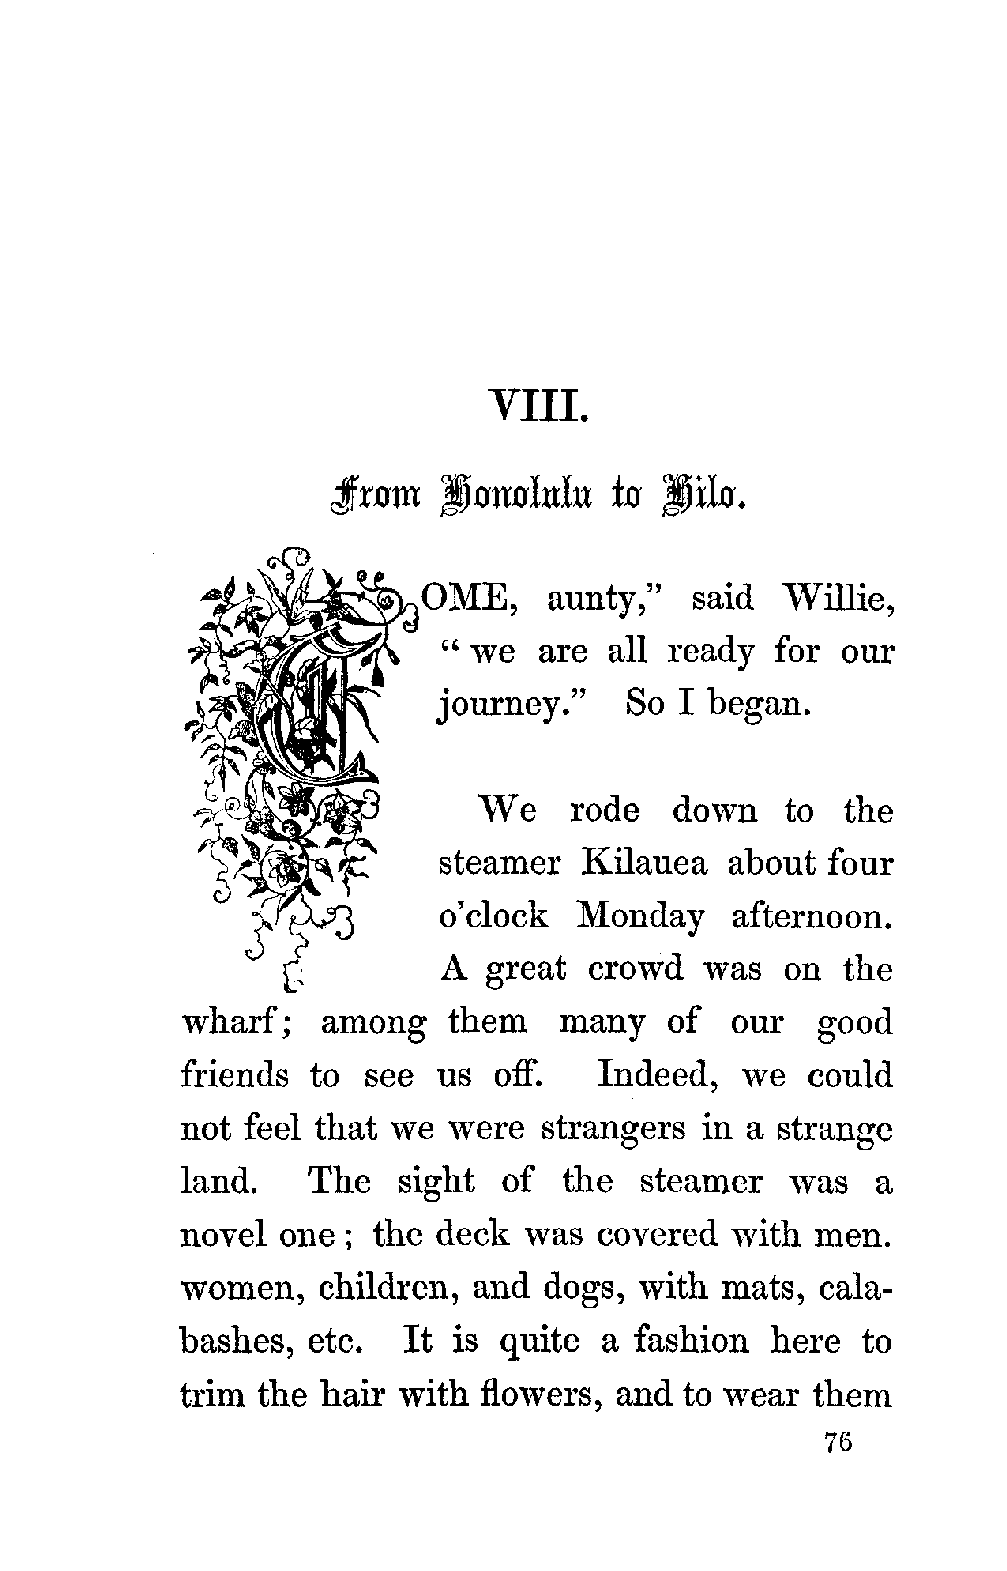 VIII.
From Honolulu to Hilo.
COME, aunty,” said Willie,
“ we are all ready for our
journey.” So I began.
We rode down to the
steamer Kilauea about four
o’clock Monday afternoon.
A great crowd was on the
wharf; among them many of our good
friends to see us off. Indeed, we could
not feel that we were strangers in a strange
land. The sight of the steamer was a
novel one; the deck was covered with men.
women, children, and dogs, with mats, cala-
bashes, etc. It is quite a fashion here to
trim the hair with flowers, and to wear them
76